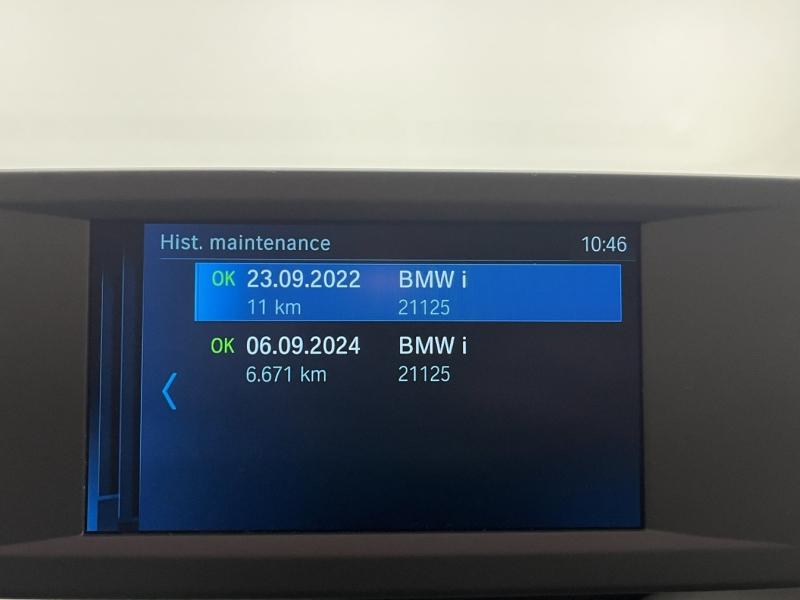 Hist. maintenance 10:46
OK 23.09.2022 BMW i
11 km 21125
OK 06.09.2024 BMW i
6.671 km 21125